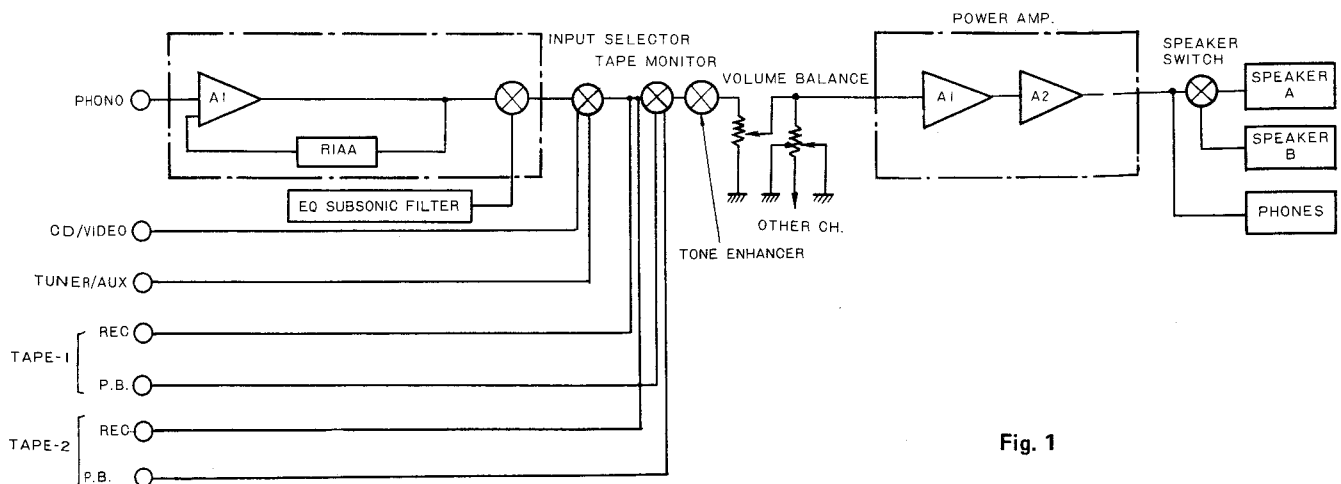 POWER AMP.
INPUT SELECTOR
TAPE MONITOR
VOLUME BALANCE
SPEAKER
SWITCH
PHONO
A1
RIAA
A1
A2
SPEAKER
A
SPEAKER
B
EQ SUBSONIC FILTER
PHONES
CD/VIDEO
OTHER CH.
TONE ENHANCER
TUNER/AUX
REC
TAPE-1
P.B.
REC
TAPE-2
P.B.
Fig. 1